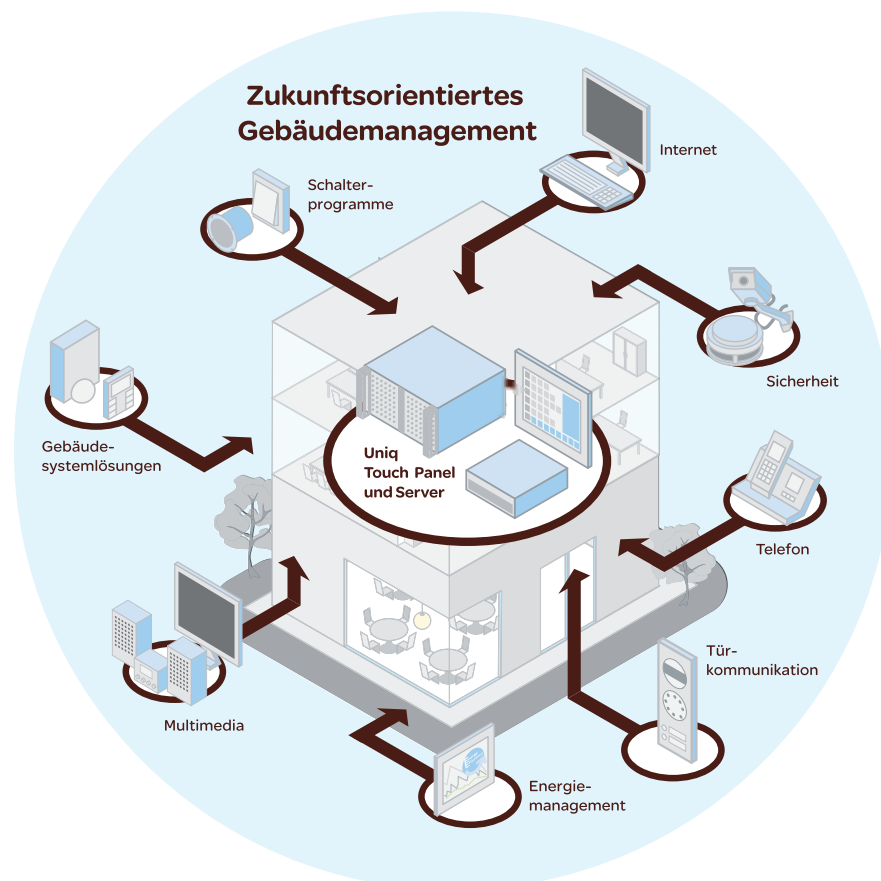 Zukunftsorientiertes
Gebäudemanagement
Internet
Schalter-
programme
Sicherheit
Gebäude-
systemlösungen
Uniq
Touch Panel
und Server
Telefon
Tür-
kommunikation
Multimedia
Energie-
management